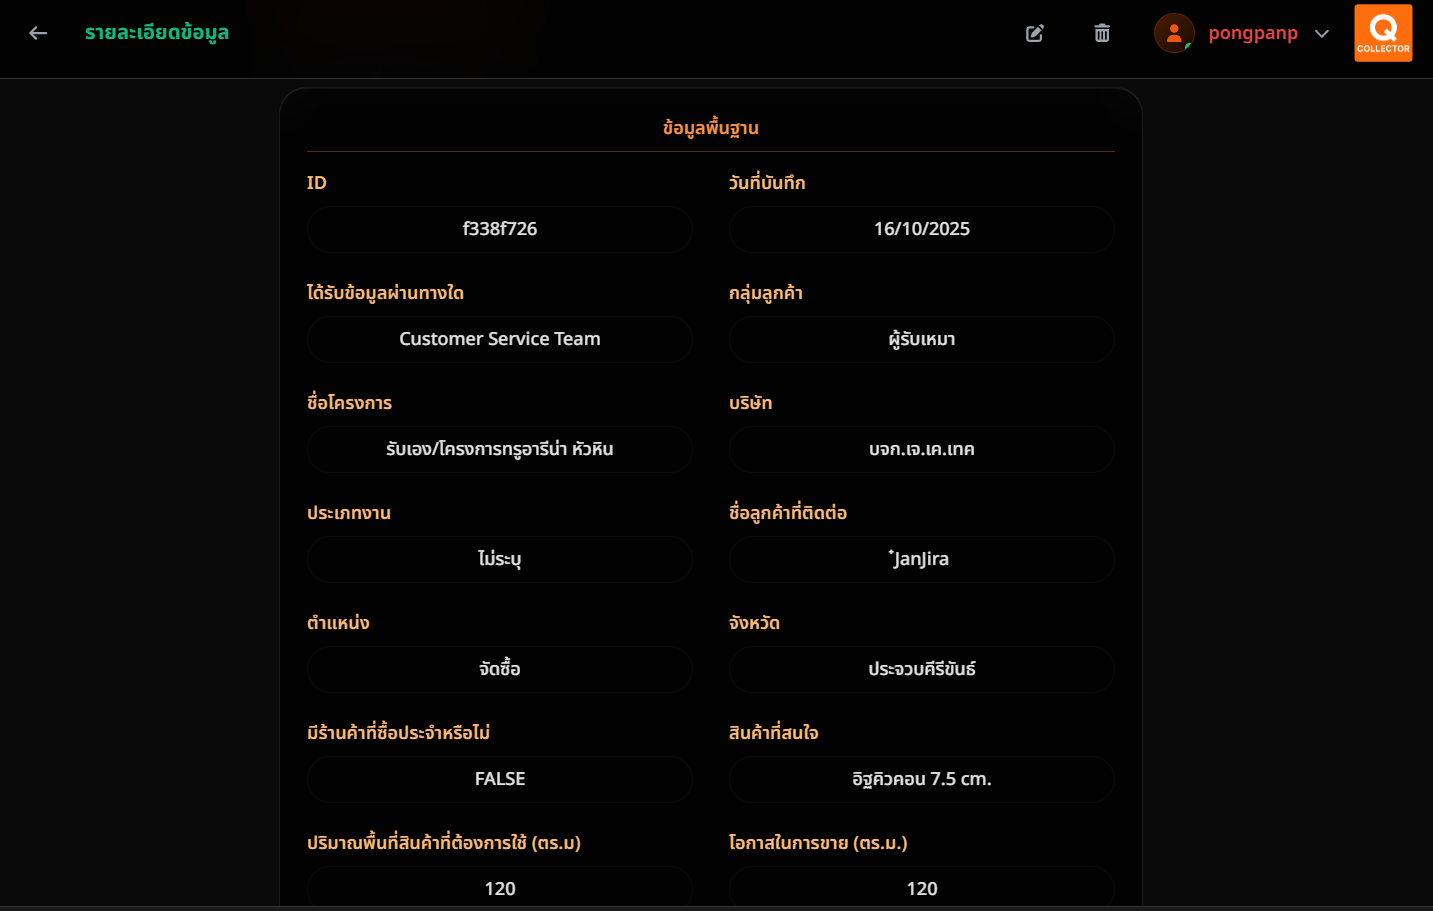 รายละเอียดข้อมูล
pongpanp
Q
COLLECTOR
ข้อมูลพื้นฐาน
ID
วันที่บันทึก
f338f726
16/10/2025
ได้รับข้อมูลผ่านทางใด
กลุ่มลูกค้า
Customer Service Team
ผู้รับเหมา
ชื่อโครงการ
บริษัท
รับเอง/โครงการทรูอารีน่า หัวหิน
บจก.เจ.เค.เทค
ประเภทงาน
ชื่อลูกค้าที่ติดต่อ
ไม่ระบุ
๋JanJira
ตำแหน่ง
จังหวัด
จัดซื้อ
ประจวบคีรีขันธ์
มีร้านค้าที่ซื้อประจำหรือไม่
สินค้าที่สนใจ
FALSE
อิฐคิวคอน 7.5 cm.
ปริมาณพื้นที่สินค้าที่ต้องการใช้ (ตร.ม)
โอกาสในการขาย (ตร.ม.)
120
120